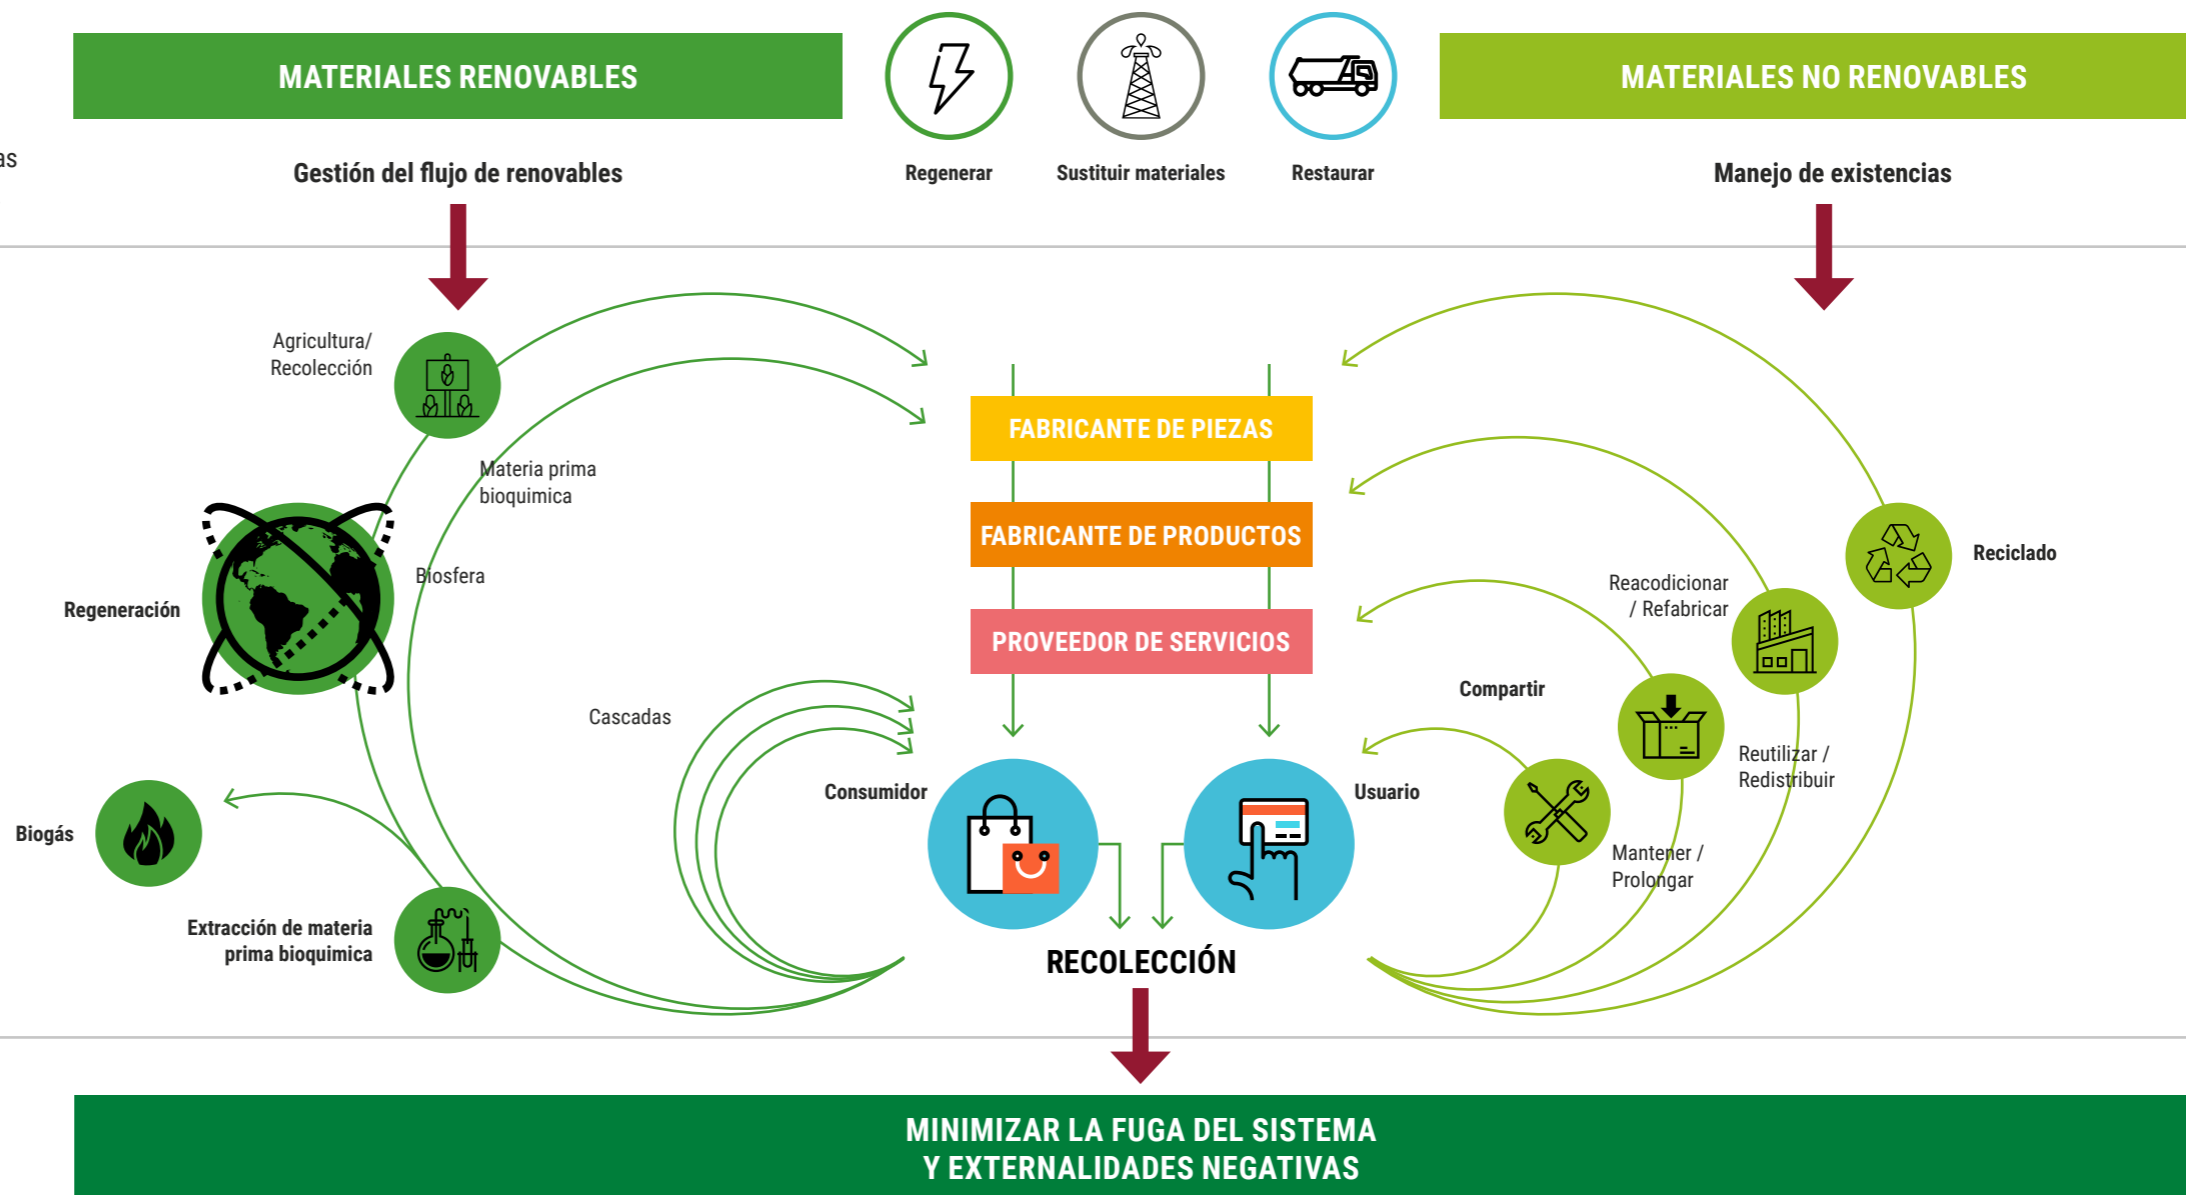 MATERIALES RENOVABLES
MATERIALES NO RENOVABLES
as
Gestión del flujo de renovables
Regenerar
Sustituir materiales
Restaurar
Manejo de existencias
Agricultura/
Recolección
Materia prima
bioquimica
Biosfera
Regeneración
FABRICANTE DE PIEZAS
FABRICANTE DE PRODUCTOS
PROVEEDOR DE SERVICIOS
Reciclado
Reacodicionar
/ Refabricar
Compartir
Reutilizar /
Redistribuir
Cascadas
Consumidor
Usuario
Mantener /
Prolongar
Biogás
Extracción de materia
prima bioquimica
RECOLECCIÓN
MINIMIZAR LA FUGA DEL SISTEMA
Y EXTERNALIDADES NEGATIVAS